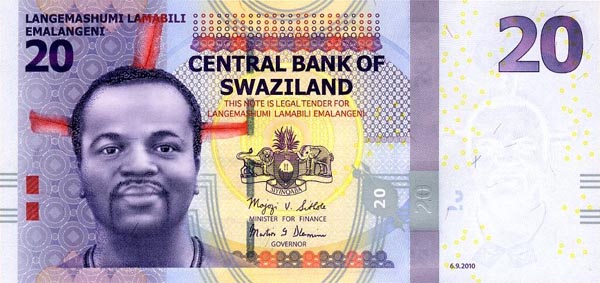 LANGEMASHUMI LAMABILI
EMALANGENI
20
CENTRAL BANK OF
SWAZILAND
THIS NOTE IS LEGAL TENDER FOR
LANGEMASHUMI LAMABILI EMALANGENI
SIYINQABA
Majozi V. Sithole
MINISTER FOR FINANCE
Martin G Dlamini
GOVERNOR
20
20
20
6.9.2010